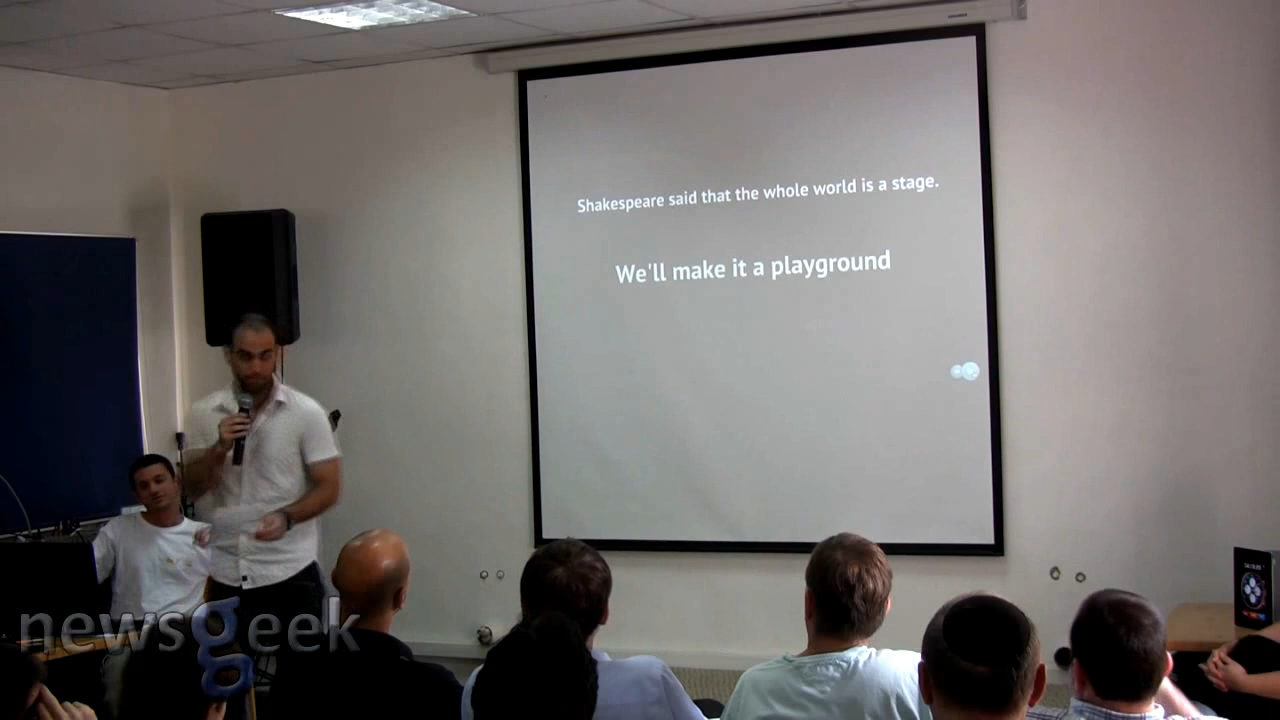 Shakespeare said that the whole world is a stage.
We'll make it a playground
newsgeek